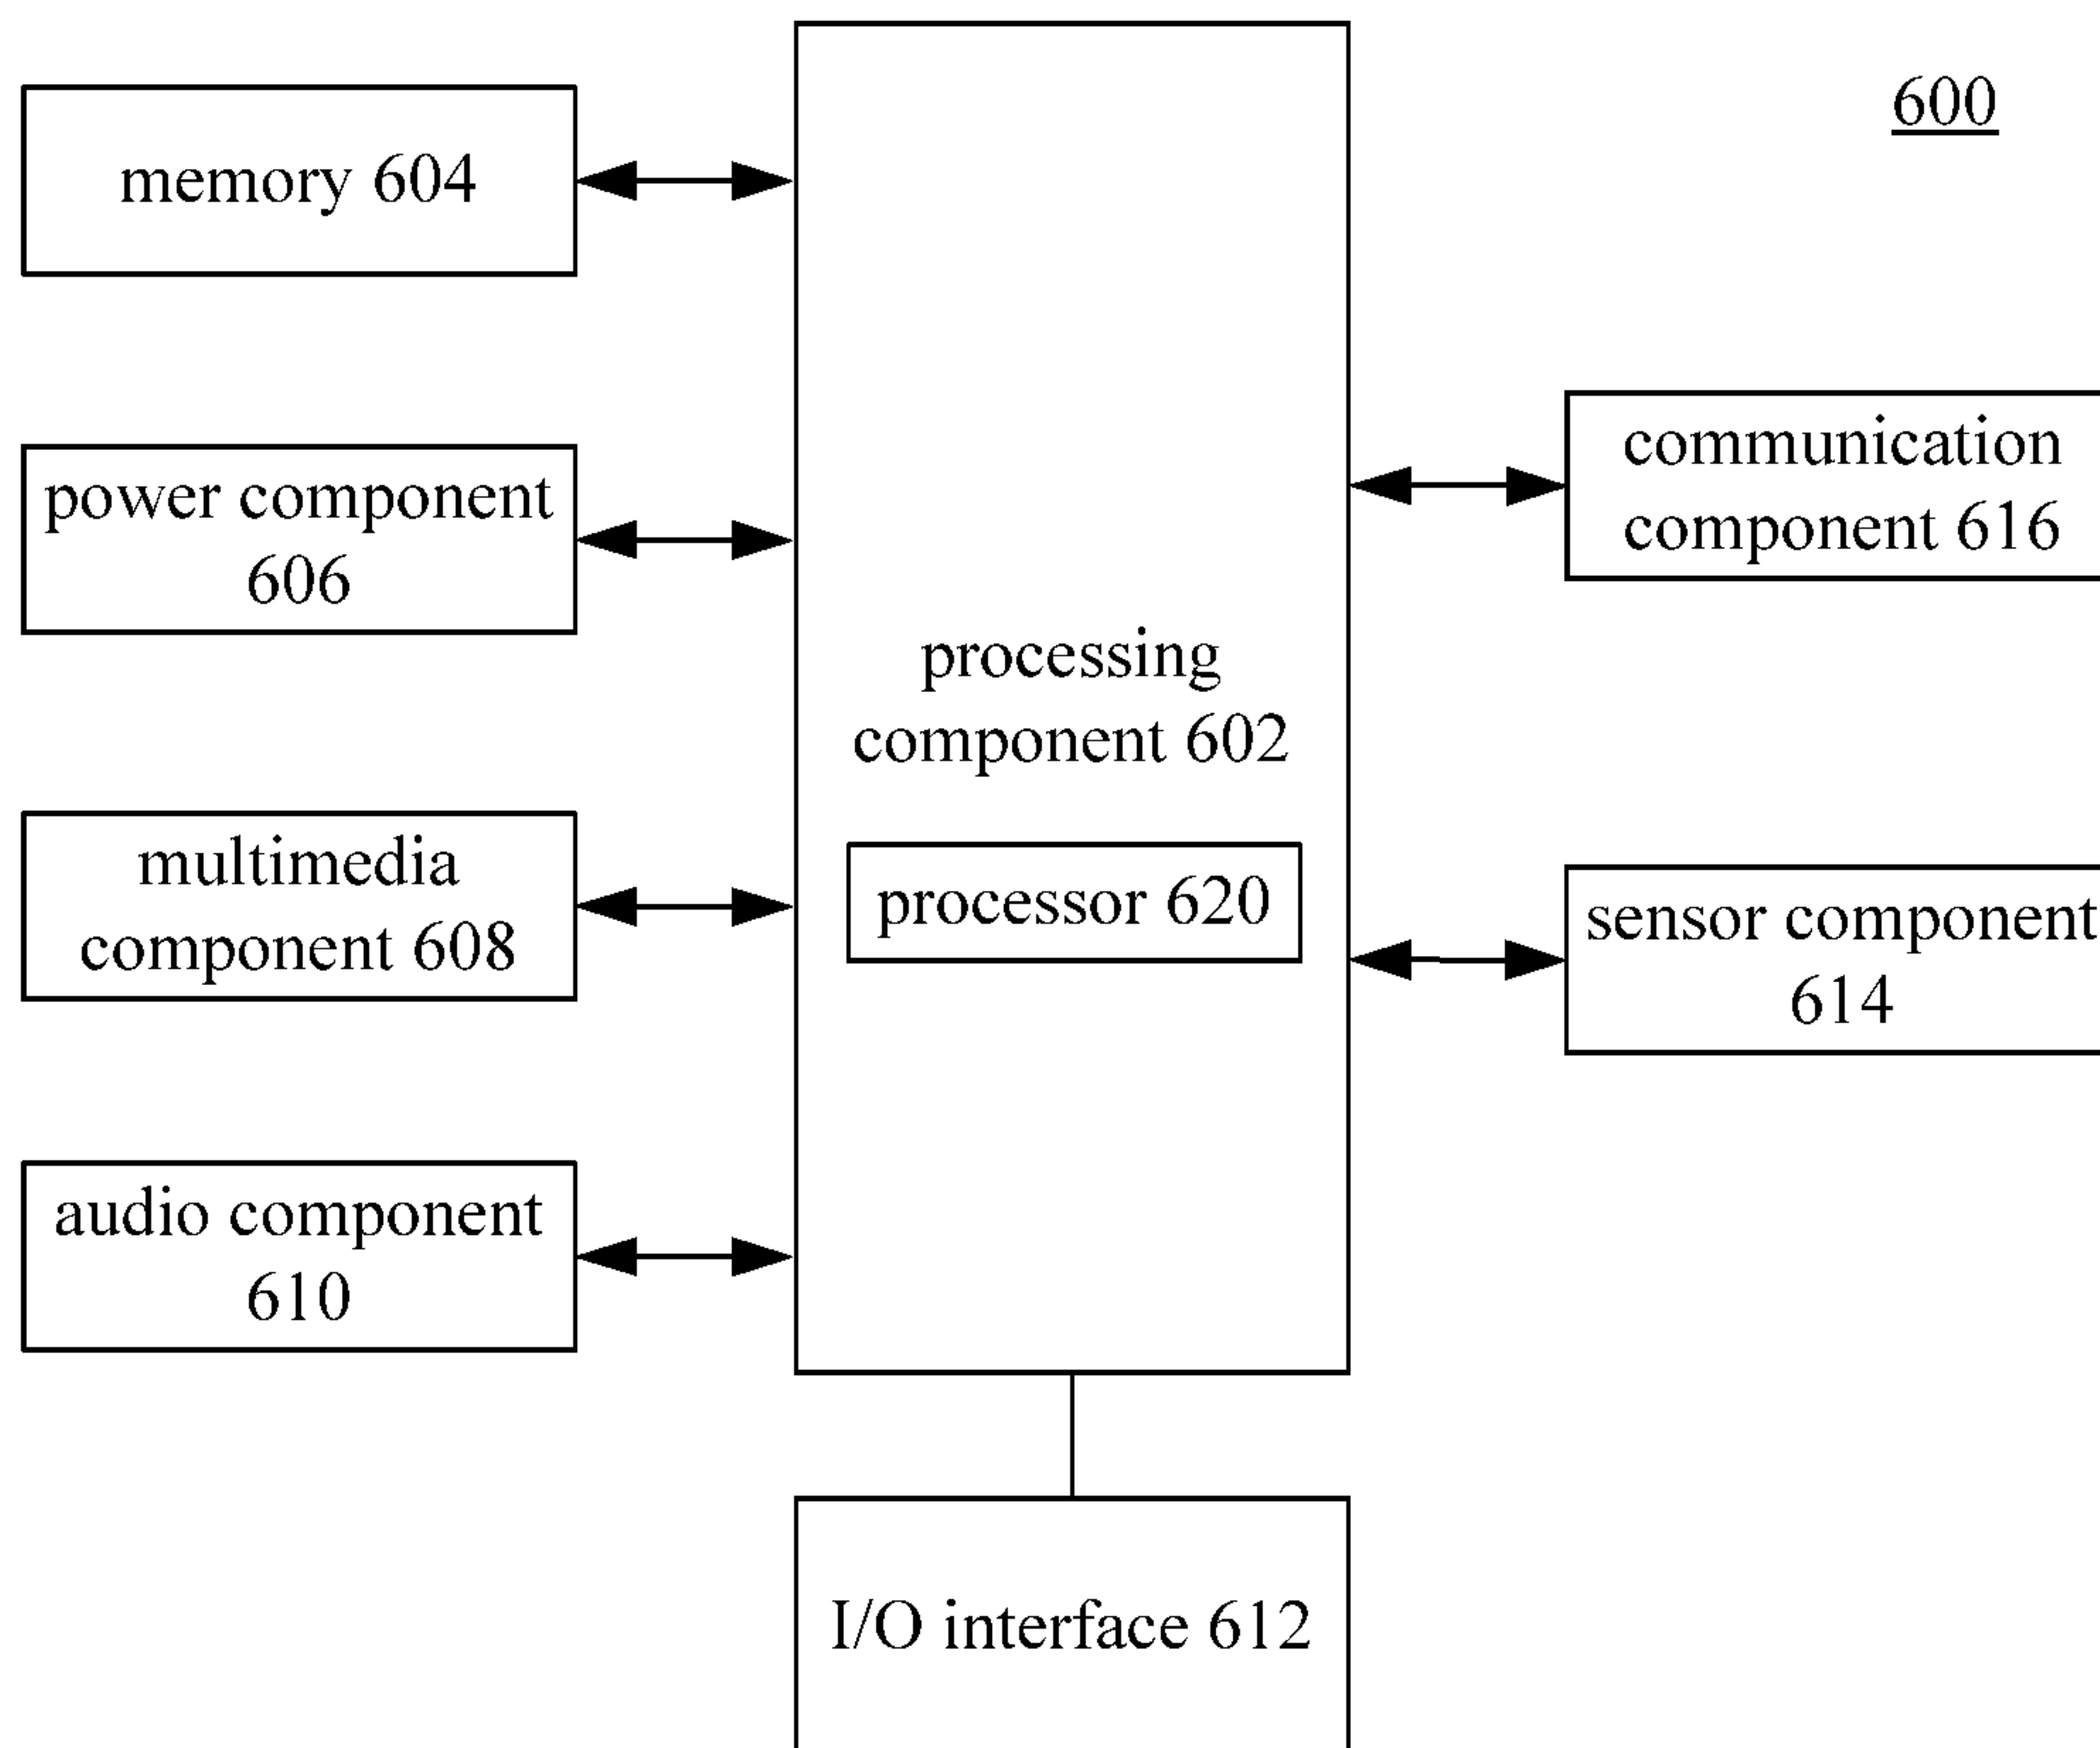 600
memory 604
power component
606
multimedia
component 608
audio component
610
processing
component 602
processor 620
communication
component 616
sensor component
614
I/O interface 612